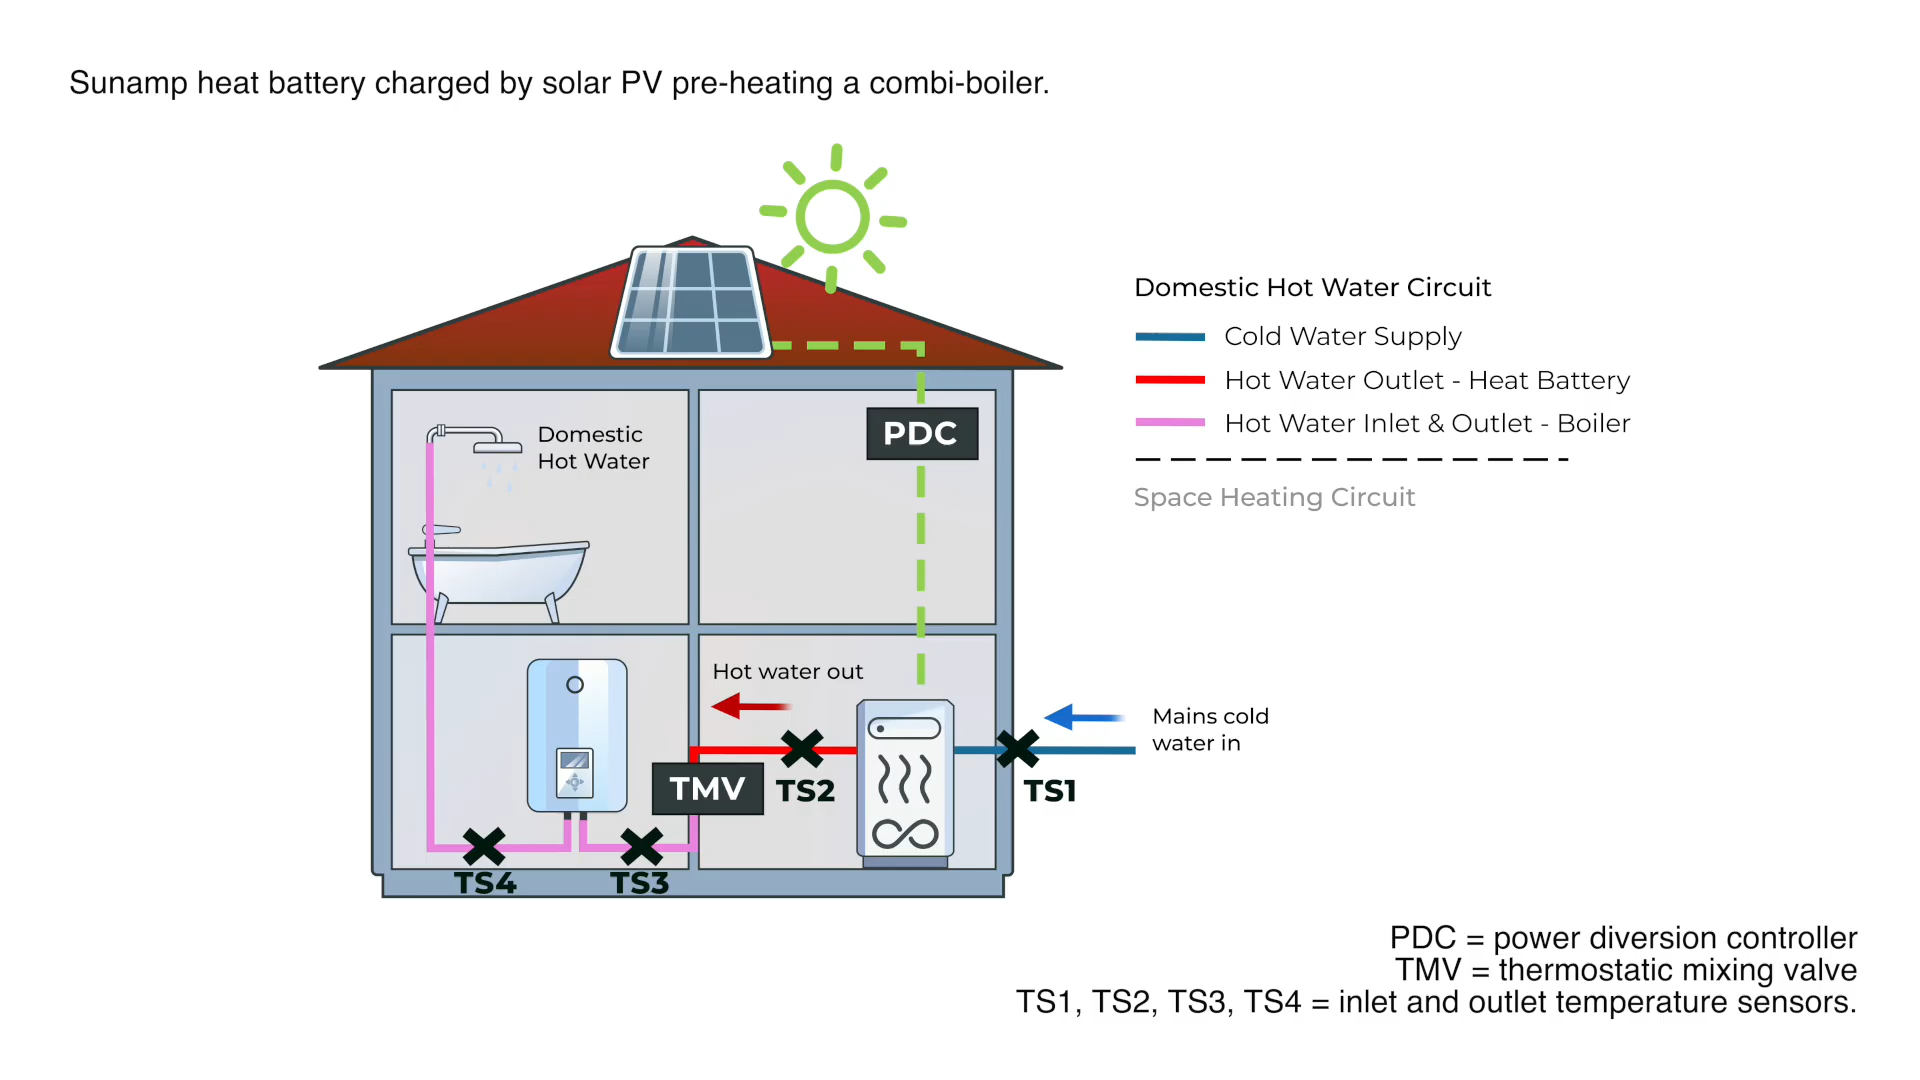 Sunamp heat battery charged by solar PV pre-heating a combi-boiler.
Domestic Hot Water Circuit
Cold Water Supply
Hot Water Outlet - Heat Battery
Hot Water Inlet & Outlet - Boiler
Space Heating Circuit
Domestic
Hot Water
PDC
Hot water out
Mains cold
water in
TMV
TS2
TS1
TS4
TS3
PDC = power diversion controller
TMV = thermostatic mixing valve
TS1, TS2, TS3, TS4 = inlet and outlet temperature sensors.